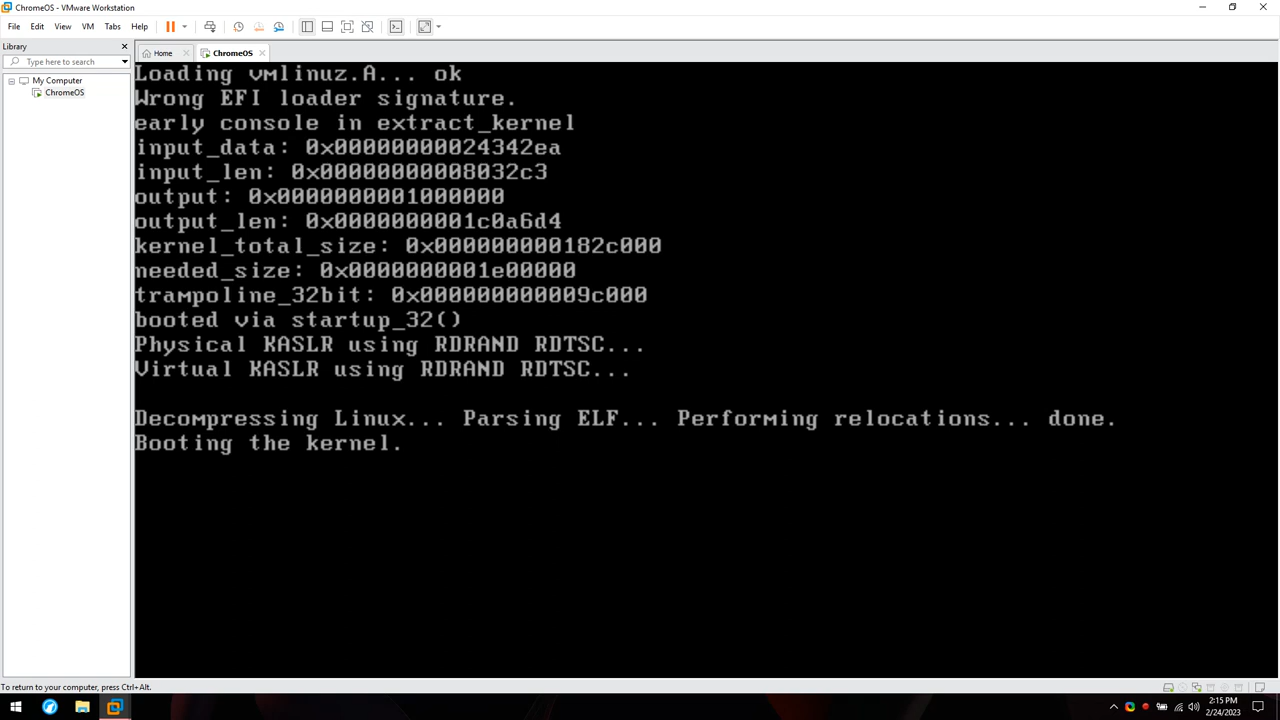 ChromeOS - VMware Workstation
File Edit View VM Tabs Help
Library
Type here to search
My Computer
ChromeOS
Home ChromeOS
Loading vmlinuz.A... ok
Wrong EFI loader signature.
early console in extract_kernel
input_data: 0x00000000024342ea
input_len: 0x00000000008032c3
output: 0x0000000001000000
output_len: 0x0000000001c0a6d4
kernel_total_size: 0x000000000182c000
needed_size: 0x0000000001e00000
trampoline_32bit: 0x000000000009c000
booted via startup_32()
Physical KASLR using RDRAND RDTSC...
Virtual KASLR using RDRAND RDTSC...
Decompressing Linux... Parsing ELF... Performing relocations... done.
Booting the kernel.
To return to your computer, press Ctrl+Alt.
2:15 PM
2/24/2023